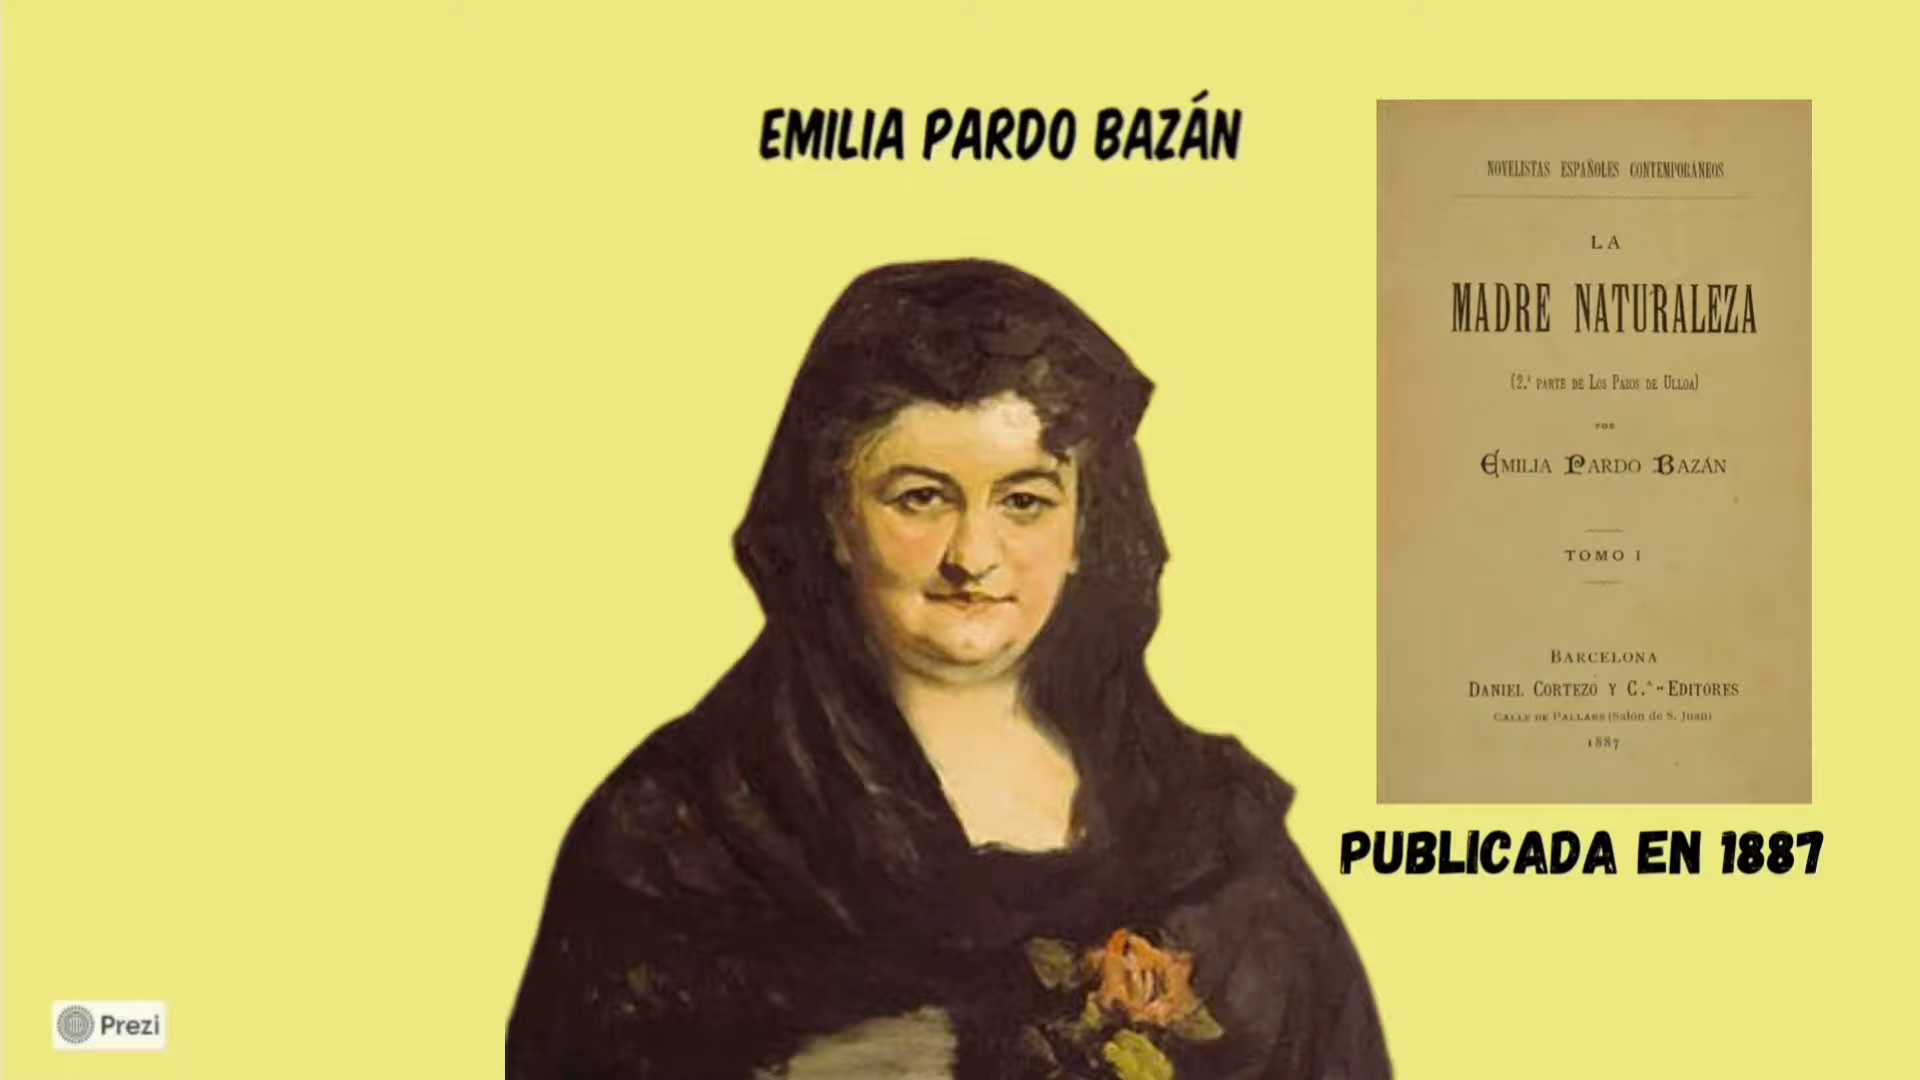 EMILIA PARDO BAZÁN
NOVELISTAS ESPAÑOLES CONTEMPORÁNEOS
LA
MADRE NATURALEZA
(2.ª PARTE DE LOS PAZOS DE ULLOA)
POR
EMILIA PARDO BAZÁN
TOMO I
BARCELONA
DANIEL CORTEZO Y C.ª-EDITORES
CALLE DE PALLARS (Salón de S. Juan)
1887
PUBLICADA EN 1887
Prezi